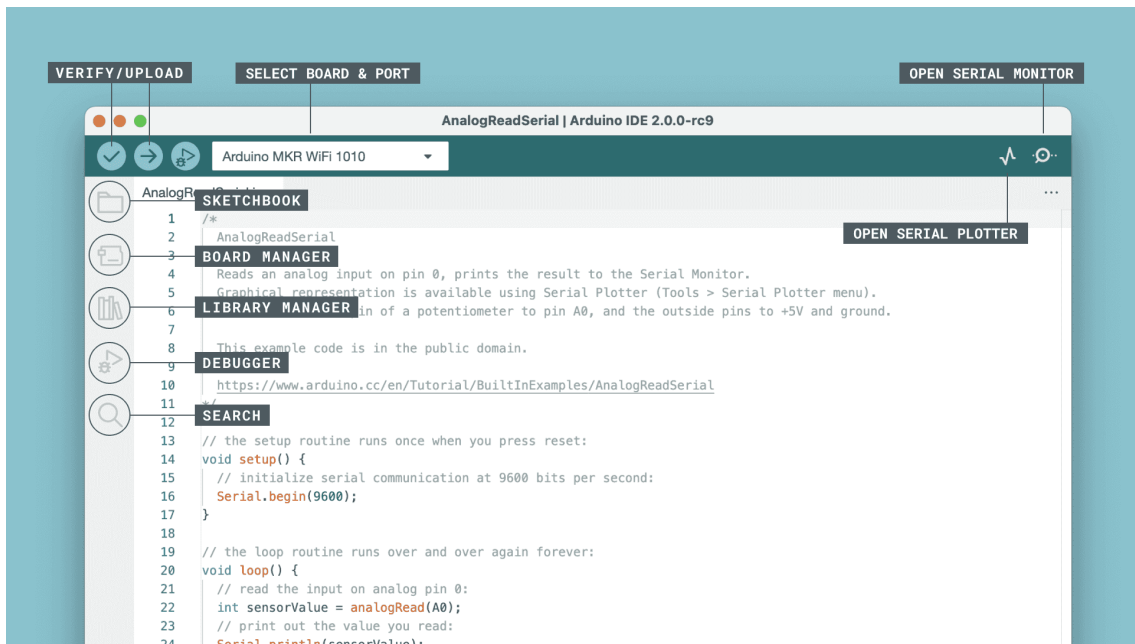 VERIFY/UPLOAD
SELECT BOARD & PORT
OPEN SERIAL MONITOR
AnalogReadSerial | Arduino IDE 2.0.0-rc9
Arduino MKR WiFi 1010
OPEN SERIAL PLOTTER
SKETCHBOOK
BOARD MANAGER
LIBRARY MANAGER
DEBUGGER
SEARCH
...
1 /*
2 AnalogReadSerial
3
4 Reads an analog input on pin 0, prints the result to the Serial Monitor.
5 Graphical representation is available using Serial Plotter (Tools > Serial Plotter menu).
6 of a potentiometer to pin A0, and the outside pins to +5V and ground.
7
8 This example code is in the public domain.
9
10 https://www.arduino.cc/en/Tutorial/BuiltInExamples/AnalogReadSerial
11 */
12
13 // the setup routine runs once when you press reset:
14 void setup() {
15 // initialize serial communication at 9600 bits per second:
16 Serial.begin(9600);
17 }
18
19 // the loop routine runs over and over again forever:
20 void loop() {
21 // read the input on analog pin 0:
22 int sensorValue = analogRead(A0);
23 // print out the value you read:
24 Serial.println(sensorValue);